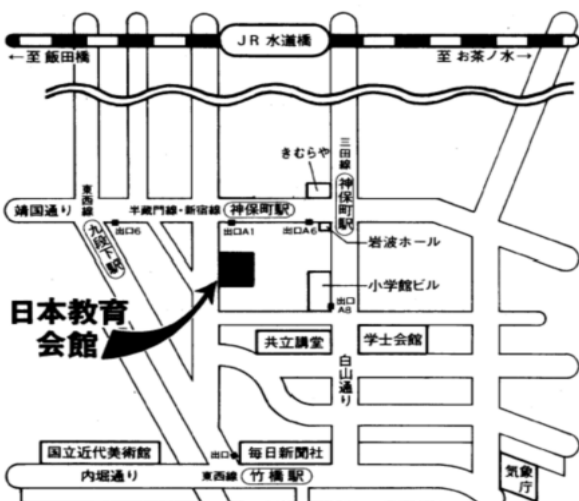 JR 水道橋
←至 飯田橋
至 お茶ノ水→
きむらや
三田線
神保町駅
東西線
九段下駅
靖国通り
半蔵門線・新宿線
神保町駅
出口6
出口A1
出口A6
岩波ホール
小学館ビル
出口A8
日本教育
会館
共立講堂
学士会館
白山通り
国立近代美術館
出口
毎日新聞社
内堀通り
東西線
竹橋駅
気象庁